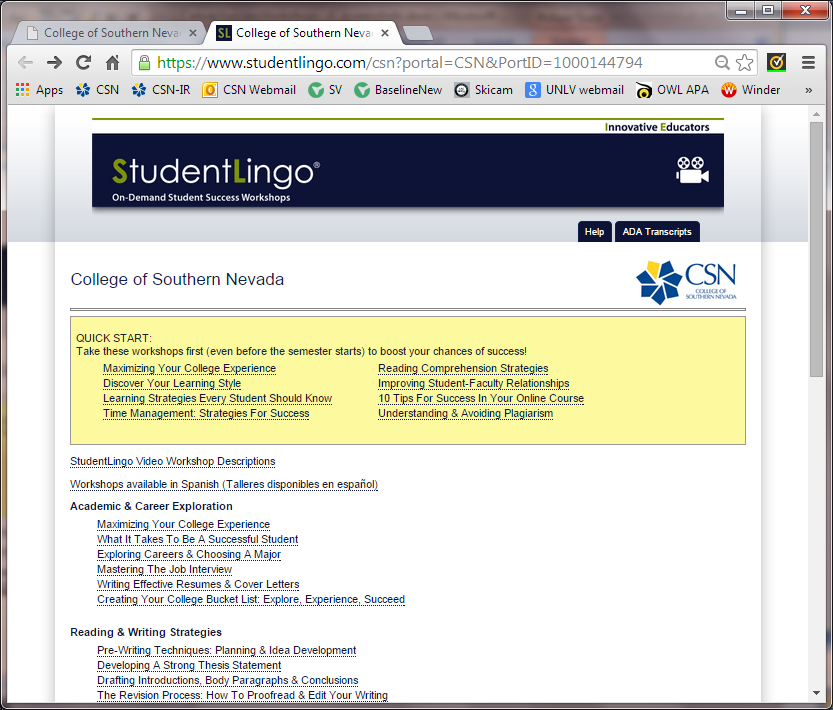 College of Southern Neva
College of Southern Neva
https://www.studentlingo.com/csn?portal=CSN&PortID=1000144794
Apps CSN CSN-IR CSN Webmail SV BaselineNew Skicam UNLV webmail OWL APA Winder »
Innovative Educators
StudentLingo®
On-Demand Student Success Workshops
Help ADA Transcripts
College of Southern Nevada
CSN
COLLEGE OF
SOUTHERN NEVADA
QUICK START:
Take these workshops first (even before the semester starts) to boost your chances of success!
Maximizing Your College Experience Reading Comprehension Strategies
Discover Your Learning Style Improving Student-Faculty Relationships
Learning Strategies Every Student Should Know 10 Tips For Success In Your Online Course
Time Management: Strategies For Success Understanding & Avoiding Plagiarism
StudentLingo Video Workshop Descriptions
Workshops available in Spanish (Talleres disponibles en español)
Academic & Career Exploration
Maximizing Your College Experience
What It Takes To Be A Successful Student
Exploring Careers & Choosing A Major
Mastering The Job Interview
Writing Effective Resumes & Cover Letters
Creating Your College Bucket List: Explore, Experience, Succeed
Reading & Writing Strategies
Pre-Writing Techniques: Planning & Idea Development
Developing A Strong Thesis Statement
Drafting Introductions, Body Paragraphs & Conclusions
The Revision Process: How To Proofread & Edit Your Writing